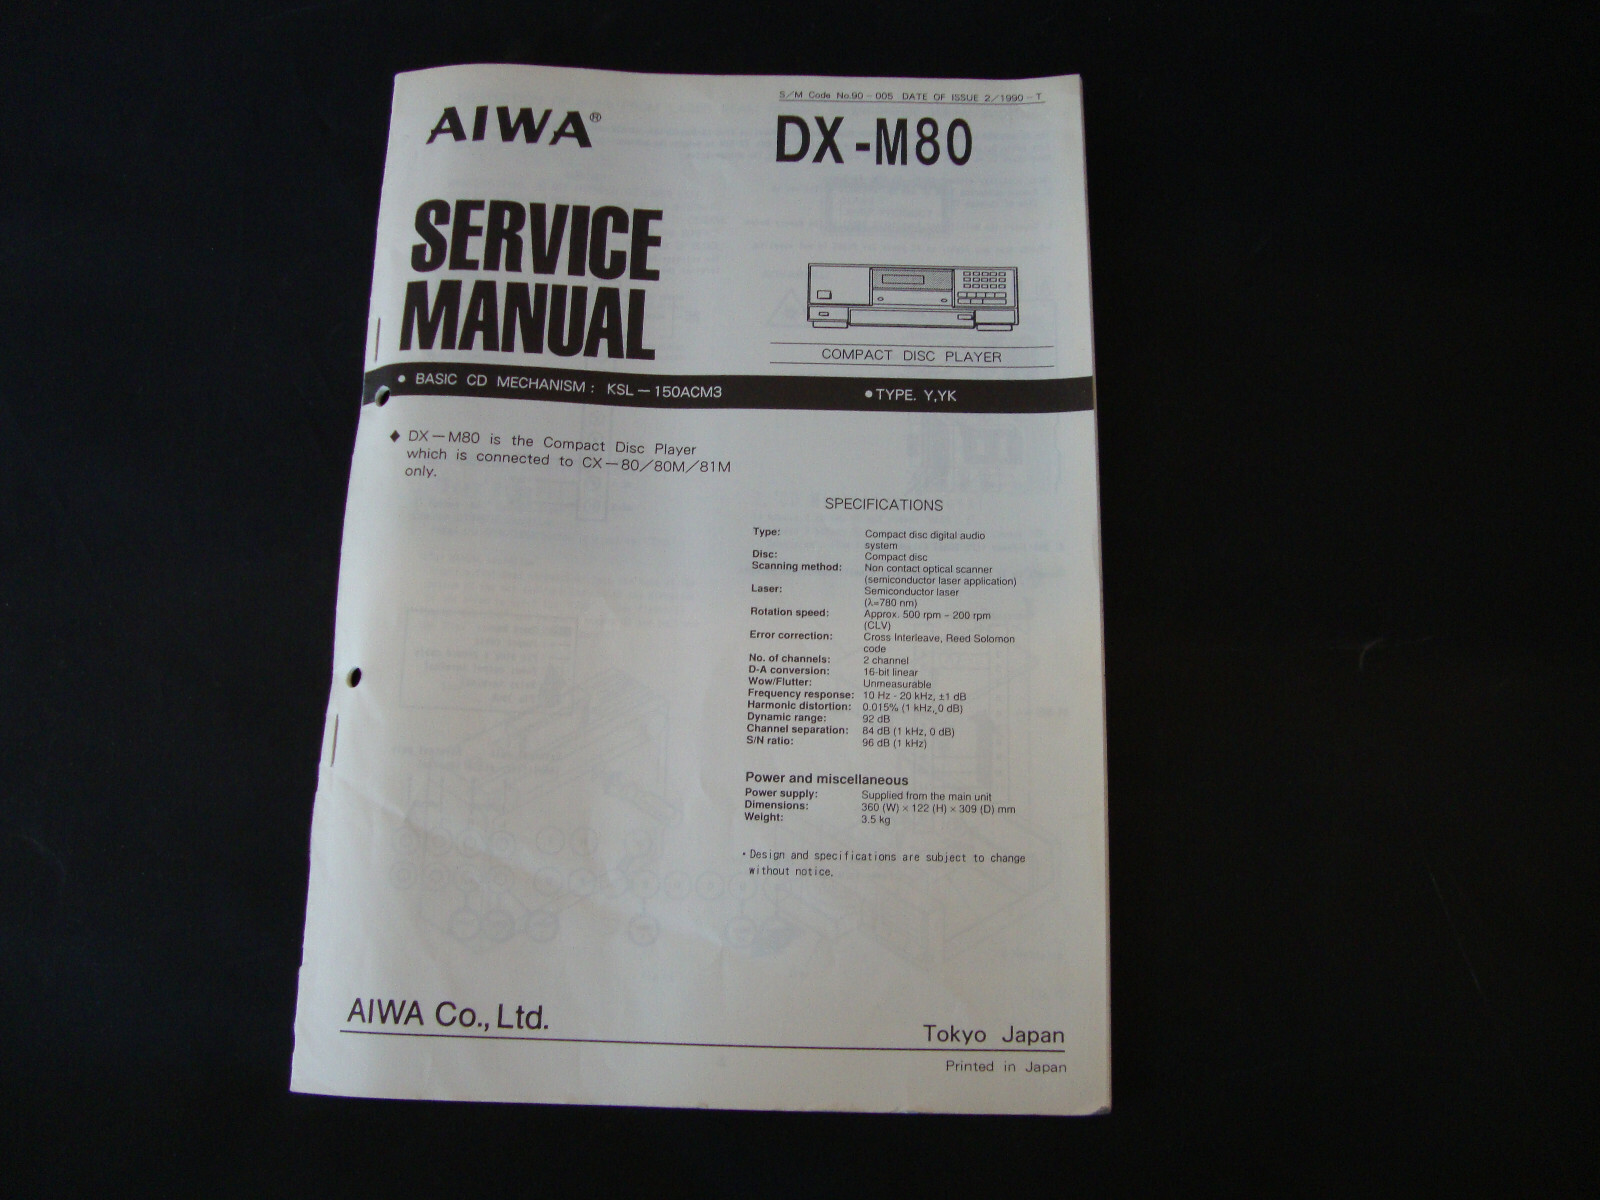 S/M Code No.90-005 DATE OF ISSUE 2/1990-T
AIWA®
DX-M80
SERVICE
MANUAL
COMPACT DISC PLAYER
● BASIC CD MECHANISM : KSL-150ACM3
● TYPE. Y,YK
◆ DX-M80 is the Compact Disc Player
which is connected to CX-80/80M/81M
only.
SPECIFICATIONS
Type: Compact disc digital audio
system
Disc: Compact disc
Scanning method: Non contact optical scanner
(semiconductor laser application)
Laser: Semiconductor laser
(λ=780 nm)
Rotation speed: Approx. 500 rpm - 200 rpm
(CLV)
Error correction: Cross Interleave, Reed Solomon
code
No. of channels: 2 channel
D-A conversion: 16-bit linear
Wow/Flutter: Unmeasurable
Frequency response: 10 Hz - 20 kHz, ±1 dB
Harmonic distortion: 0.015% (1 kHz, 0 dB)
Dynamic range: 92 dB
Channel separation: 84 dB (1 kHz, 0 dB)
S/N ratio: 96 dB (1 kHz)
Power and miscellaneous
Power supply: Supplied from the main unit
Dimensions: 360 (W) × 122 (H) × 309 (D) mm
Weight: 3.5 kg
• Design and specifications are subject to change
without notice.
AIWA Co., Ltd.
Tokyo Japan
Printed in Japan